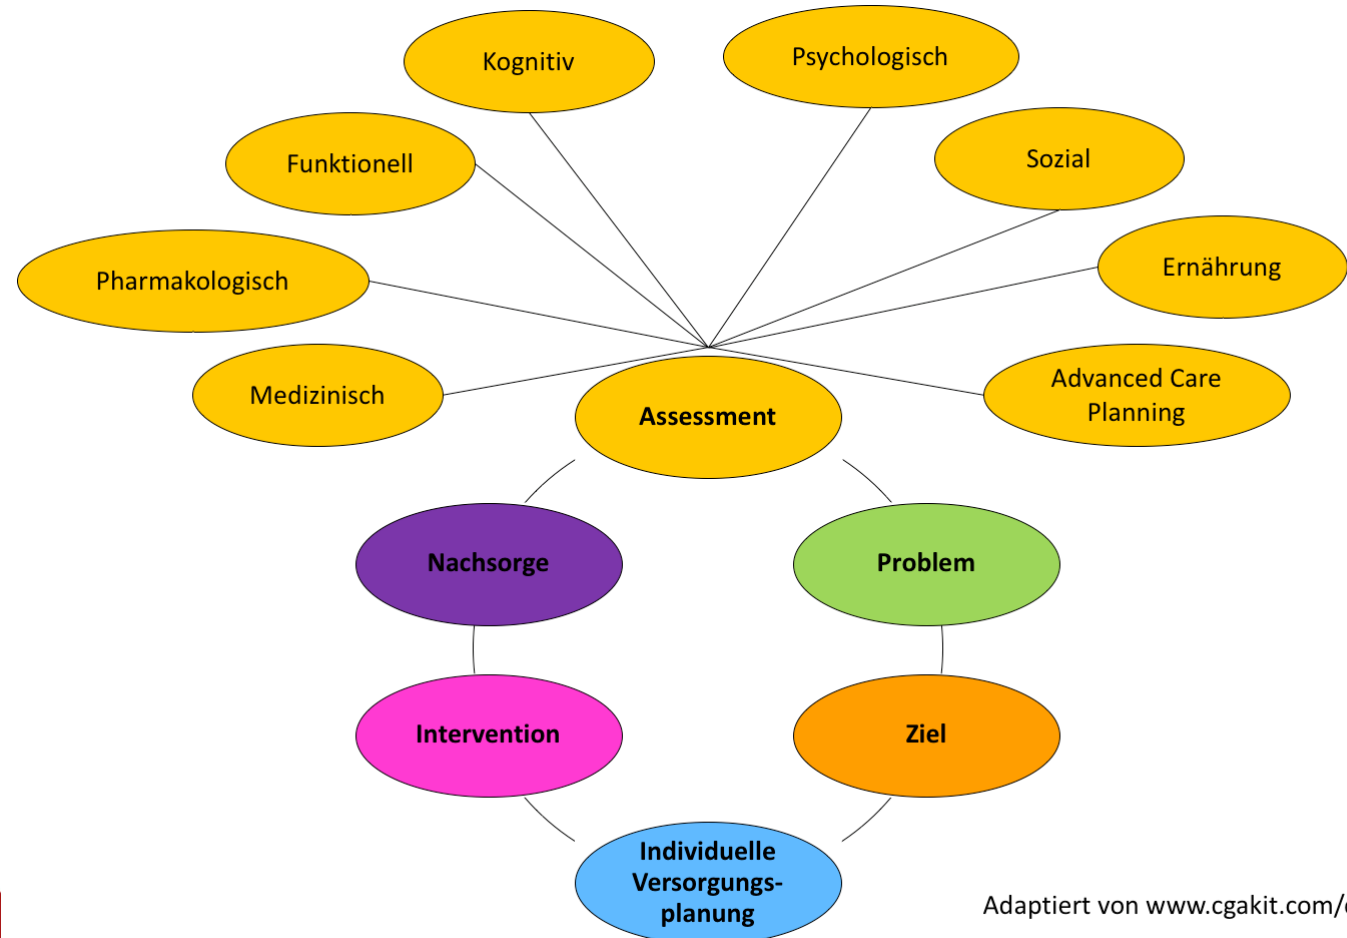 Kognitiv
Psychologisch
Funktionell
Sozial
Pharmakologisch
Ernährung
Medizinisch
Advanced Care
Planning
Assessment
Nachsorge
Problem
Intervention
Ziel
Individuelle
Versorgungs-
planung
Adaptiert von www.cgakit.com/